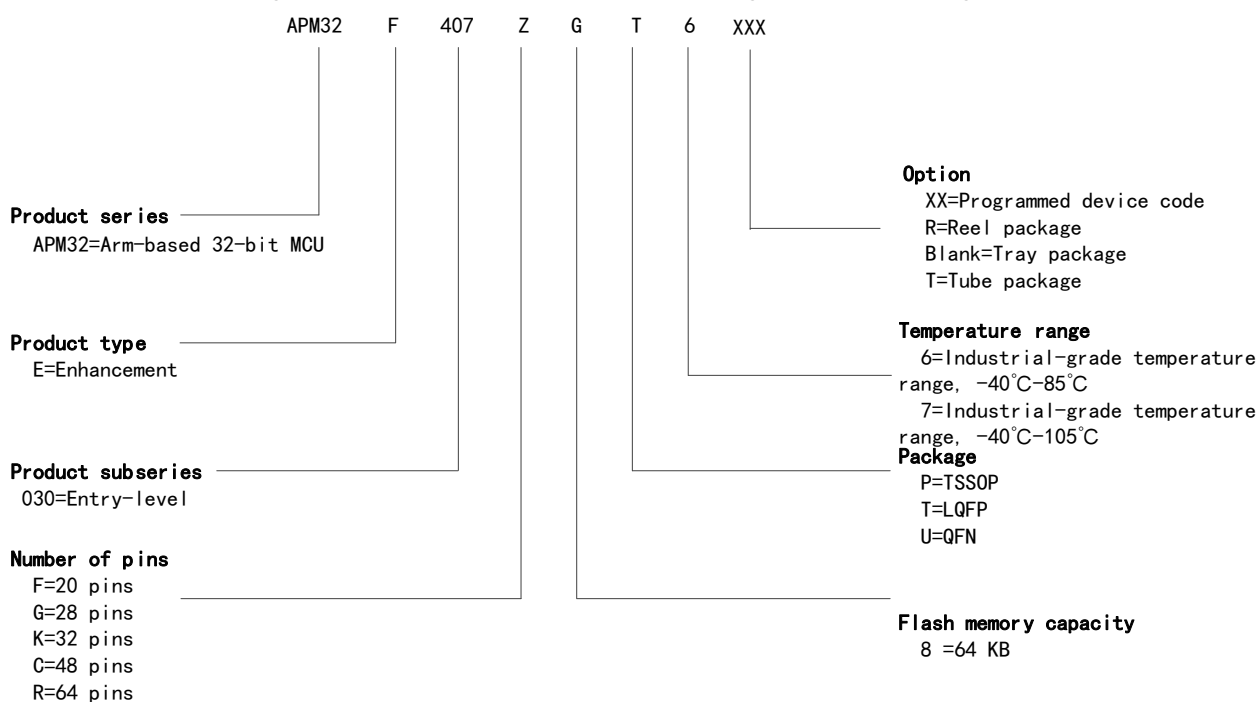 APM32 F 407 Z G T 6 XXX
Product series
APM32=Arm-based 32-bit MCU
Product type
E=Enhancement
Product subseries
030=Entry-level
Number of pins
F=20 pins
G=28 pins
K=32 pins
C=48 pins
R=64 pins
Option
XX=Programmed device code
R=Reel package
Blank=Tray package
T=Tube package
Temperature range
6=Industrial-grade temperature
range, -40℃-85℃
7=Industrial-grade temperature
range, -40℃-105℃
Package
P=TSSOP
T=LQFP
U=QFN
Flash memory capacity
8 =64 KB